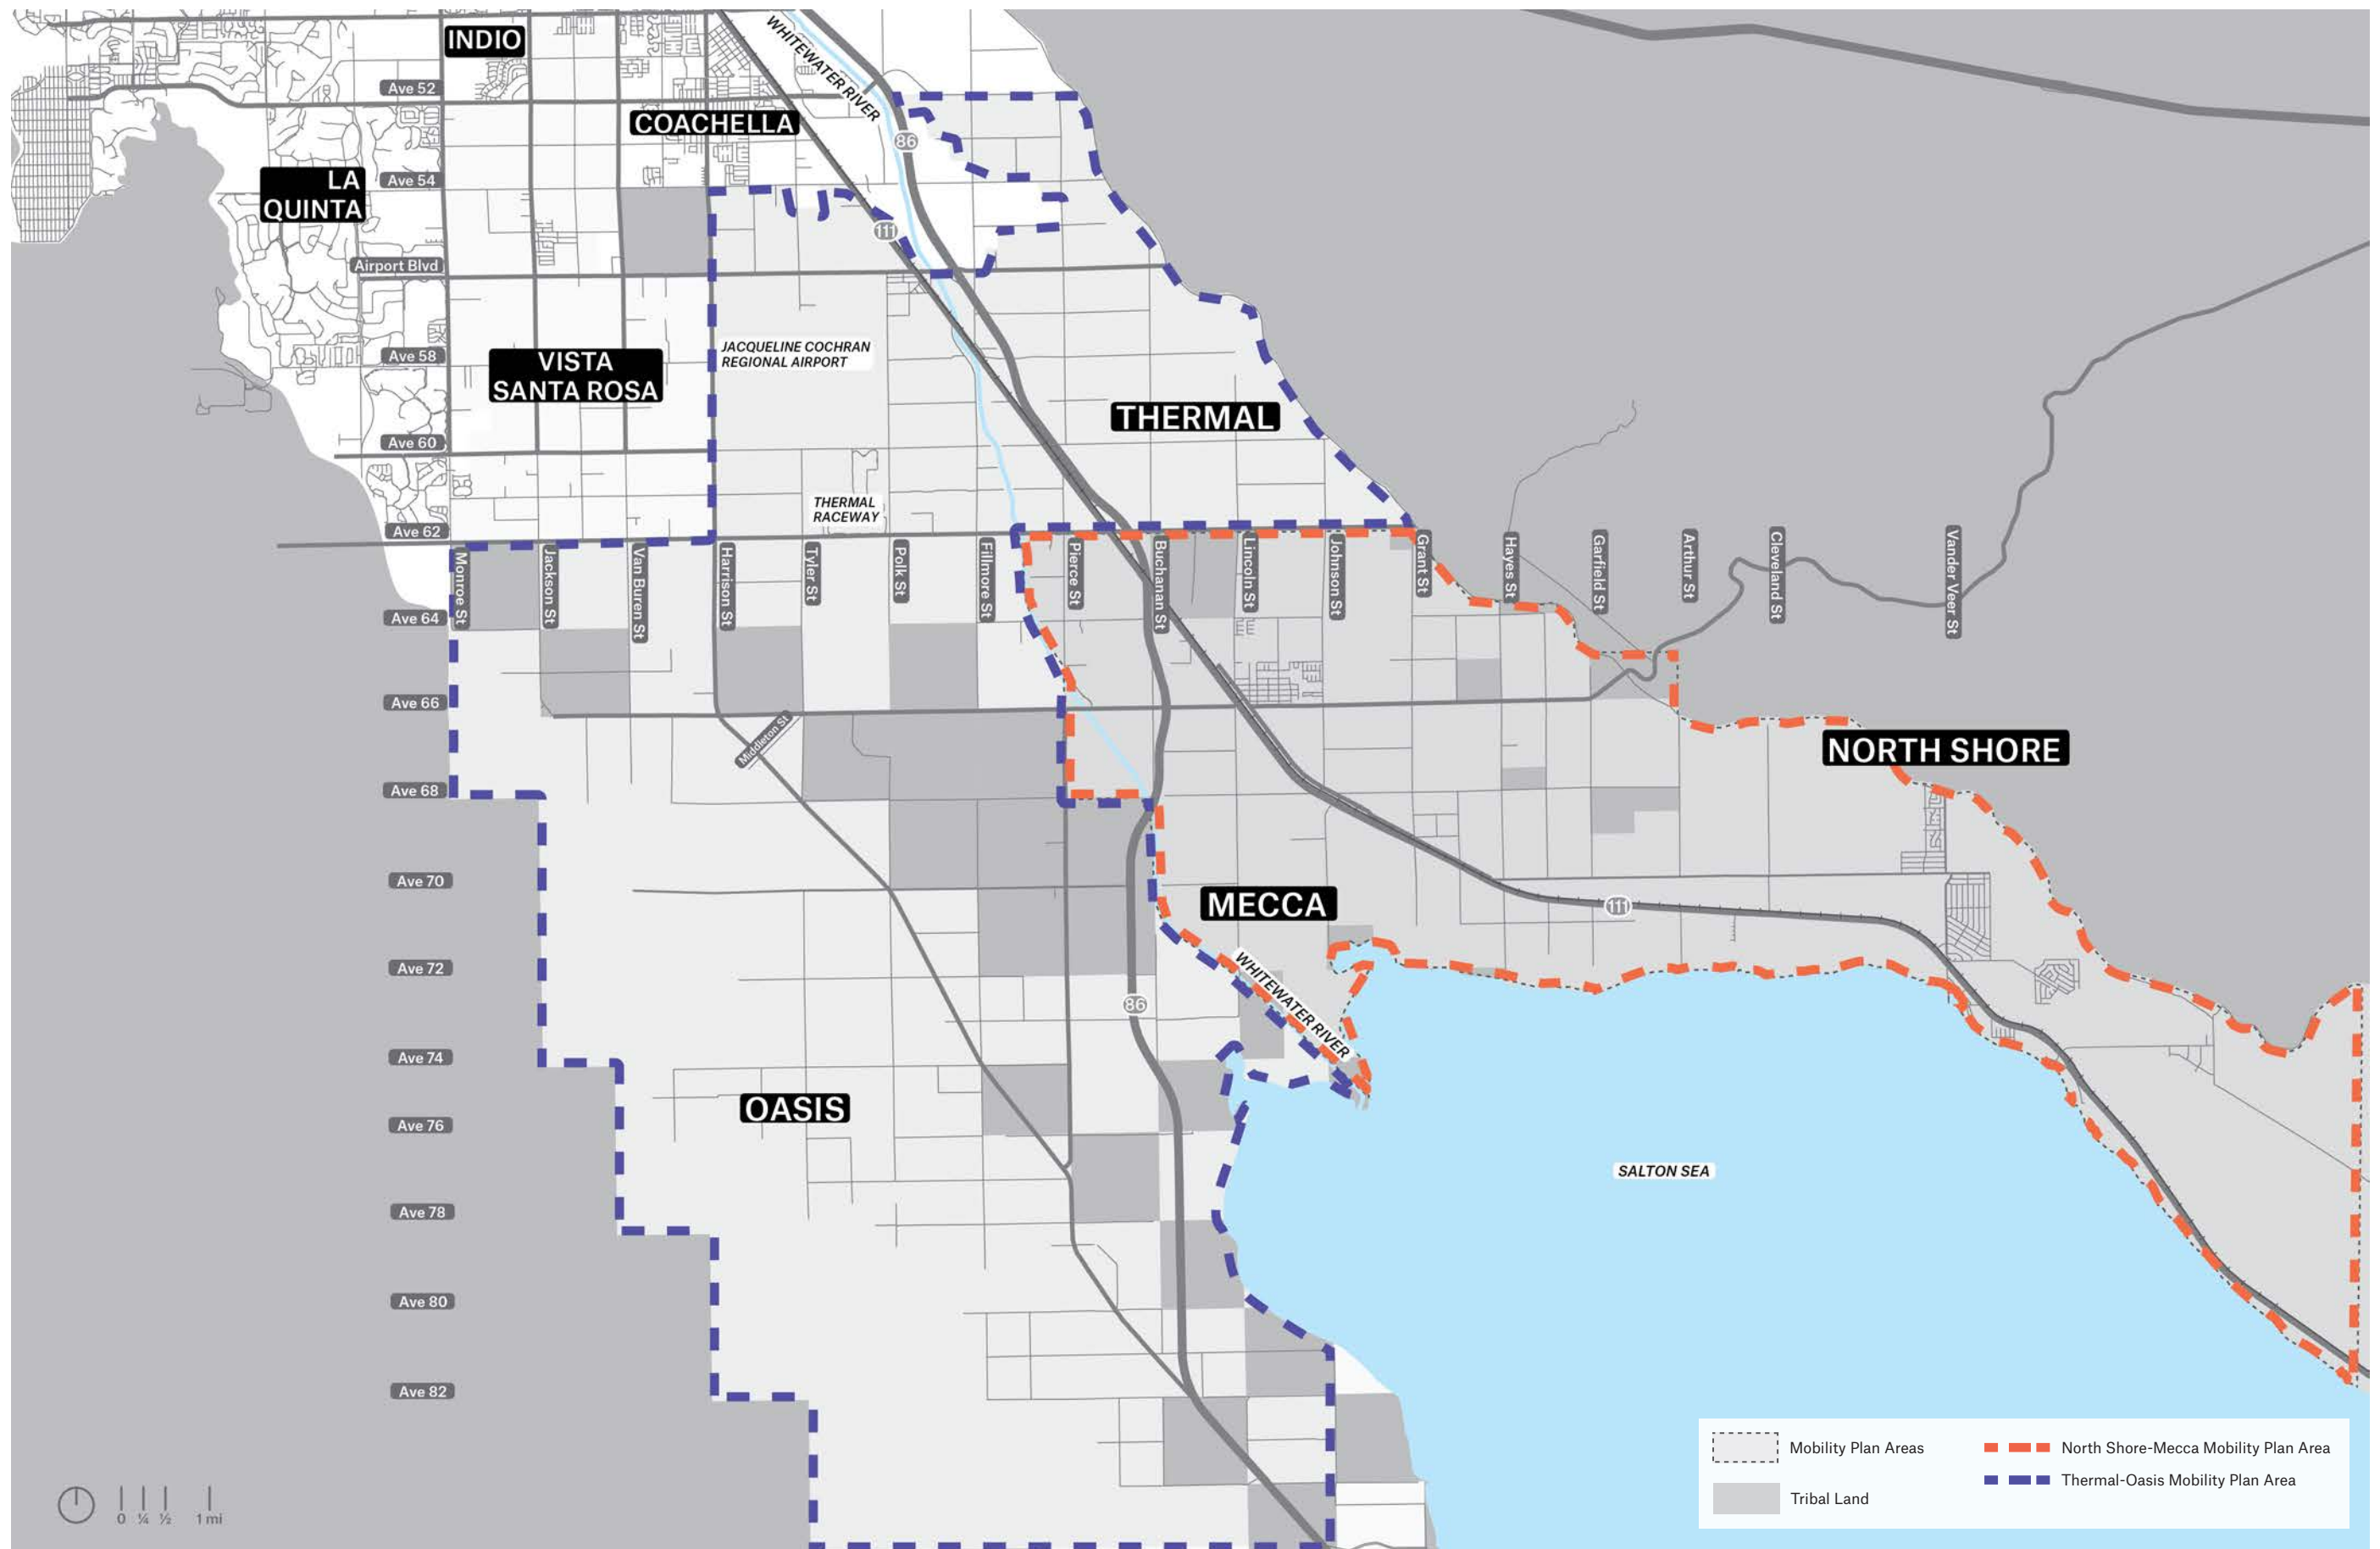 INDIO
WHITEWATER RIVER
Ave 52
COACHELLA
86
LA
QUINTA
Ave 54
111
Airport Blvd
JACQUELINE COCHRAN
REGIONAL AIRPORT
Ave 58
VISTA
SANTA ROSA
THERMAL
Ave 60
THERMAL
RACEWAY
Ave 62
Monroe St
Jackson St
Van Buren St
Harrison St
Tyler St
Polk St
Fillmore St
Pierce St
Buchanan St
Lincoln St
Johnson St
Grant St
Hayes St
Garfield St
Arthur St
Cleveland St
Vander Veer St
Ave 64
Ave 66
Middleton St
NORTH SHORE
Ave 68
Ave 70
MECCA
111
Ave 72
WHITEWATER RIVER
86
Ave 74
OASIS
Ave 76
SALTON SEA
Ave 78
Ave 80
Ave 82
Mobility Plan Areas
North Shore-Mecca Mobility Plan Area
Thermal-Oasis Mobility Plan Area
Tribal Land
0 ¼ ½ 1 mi